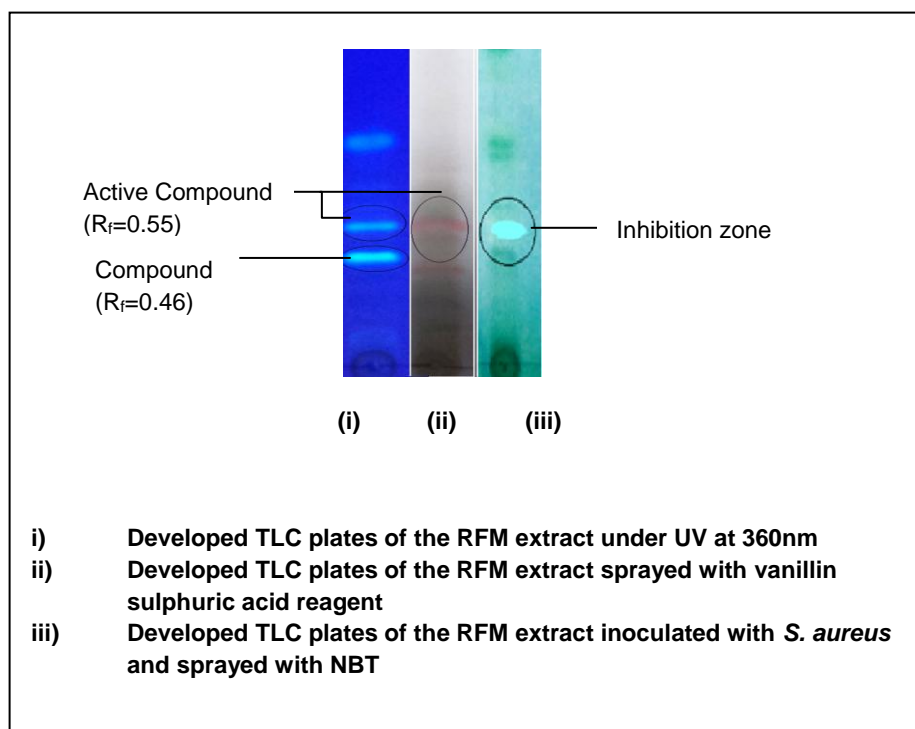 Active Compound
(Rf=0.55)
Inhibition zone
Compound
(Rf=0.46)
(i) (ii) (iii)
i) Developed TLC plates of the RFM extract under UV at 360nm
ii) Developed TLC plates of the RFM extract sprayed with vanillin
sulphuric acid reagent
iii) Developed TLC plates of the RFM extract inoculated with S. aureus
and sprayed with NBT